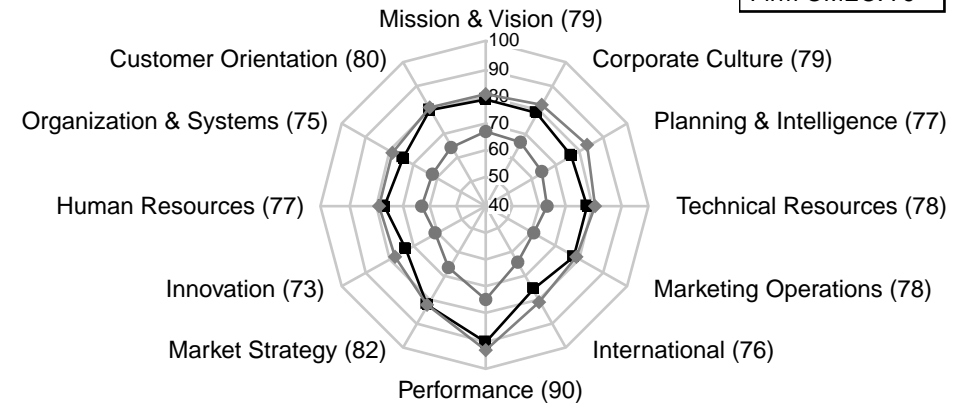 Mission & Vision (79)
100
Customer Orientation (80)
Corporate Culture (79)
90
80
Organization & Systems (75)
Planning & Intelligence (77)
70
60
50
Human Resources (77)
40
Technical Resources (78)
Innovation (73)
Marketing Operations (78)
Market Strategy (82)
International (76)
Performance (90)